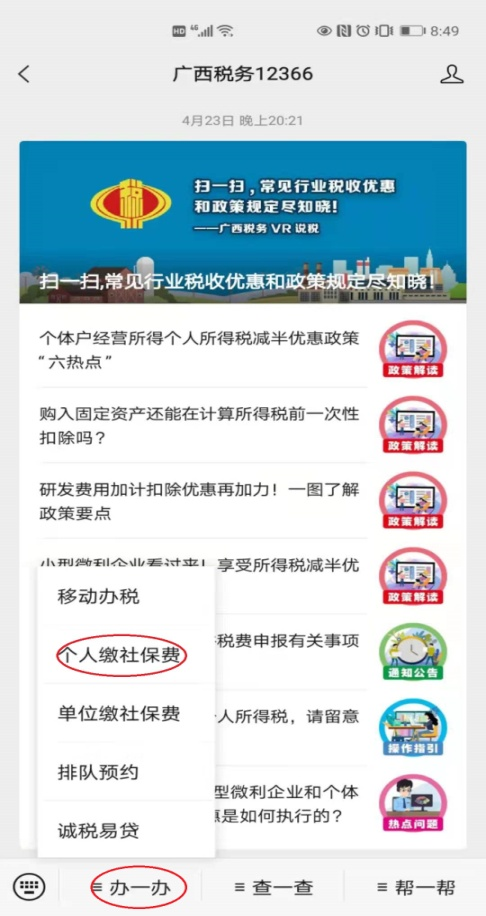 HD 4G 8:49
广西税务12366
4月23日 晚上20:21
扫一扫，常见行业税收优惠
和政策规定尽知晓！
——广西税务 VR 说税
扫一扫,常见行业税收优惠和政策规定尽知晓！
个体户经营所得个人所得税减半优惠政策
“六热点”
政策解读
购入固定资产还能在计算所得税前一次性
扣除吗？
政策解读
研发费用加计扣除优惠再加力！一图了解
政策要点
政策解读
小型微利企业看过来！享受所得税减半优
政策解读
税费申报有关事项
通知公告
个人所得税，请留意
操作指引
型微利企业和个体
惠是如何执行的？
热点问题
移动办税
个人缴社保费
单位缴社保费
排队预约
诚税易贷
≡ 办一办
≡ 查一查
≡ 帮一帮